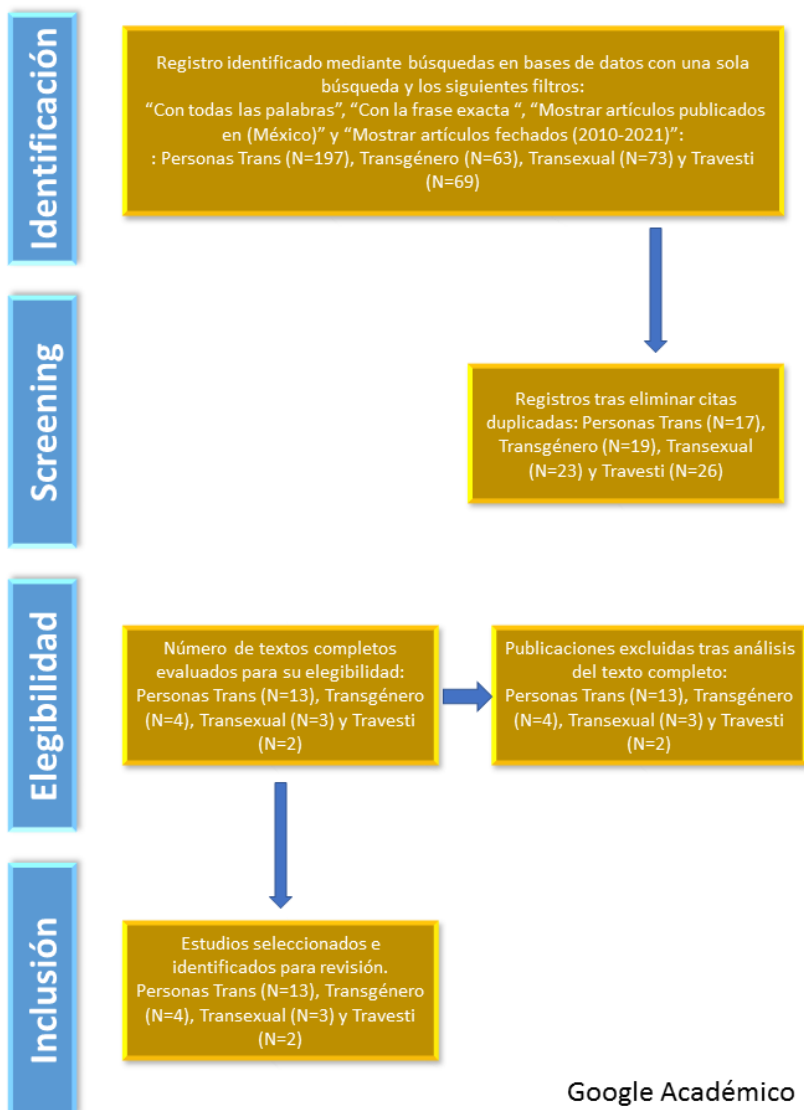 Identificación
Registro identificado mediante búsquedas en bases de datos con una sola
búsqueda y los siguientes filtros:
“Con todas las palabras”, “Con la frase exacta “, “Mostrar artículos publicados
en (México)” y “Mostrar artículos fechados (2010-2021)”:
: Personas Trans (N=197), Transgénero (N=63), Transexual (N=73) y Travesti
(N=69)
Screening
Registros tras eliminar citas
duplicadas: Personas Trans (N=17),
Transgénero (N=19), Transexual
(N=23) y Travesti (N=26)
Elegibilidad
Número de textos completos
evaluados para su elegibilidad:
Personas Trans (N=13), Transgénero
(N=4), Transexual (N=3) y Travesti
(N=2)
Publicaciones excluidas tras análisis
del texto completo:
Personas Trans (N=13), Transgénero
(N=4), Transexual (N=3) y Travesti
(N=2)
Inclusión
Estudios seleccionados e
identificados para revisión.
Personas Trans (N=13), Transgénero
(N=4), Transexual (N=3) y Travesti
(N=2)
Google Académico